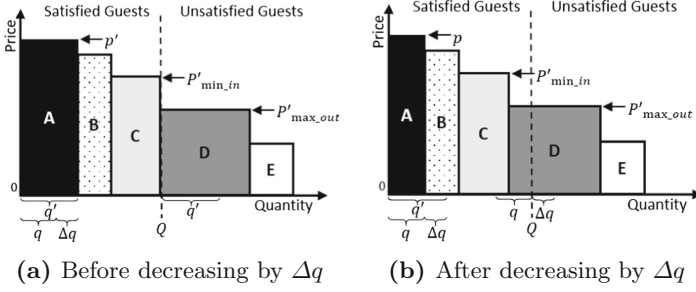 Satisfied Guests Unsatisfied Guests
Price
p′
P′min_in
P′max_out
A
B
C
D
E
0
Quantity
q′
q Δq
q′
Q
(a) Before decreasing by Δq
Satisfied Guests Unsatisfied Guests
Price
p
P′min_in
P′max_out
A
B
C
D
E
0
Quantity
q′
q Δq
q Δq
Q
(b) After decreasing by Δq